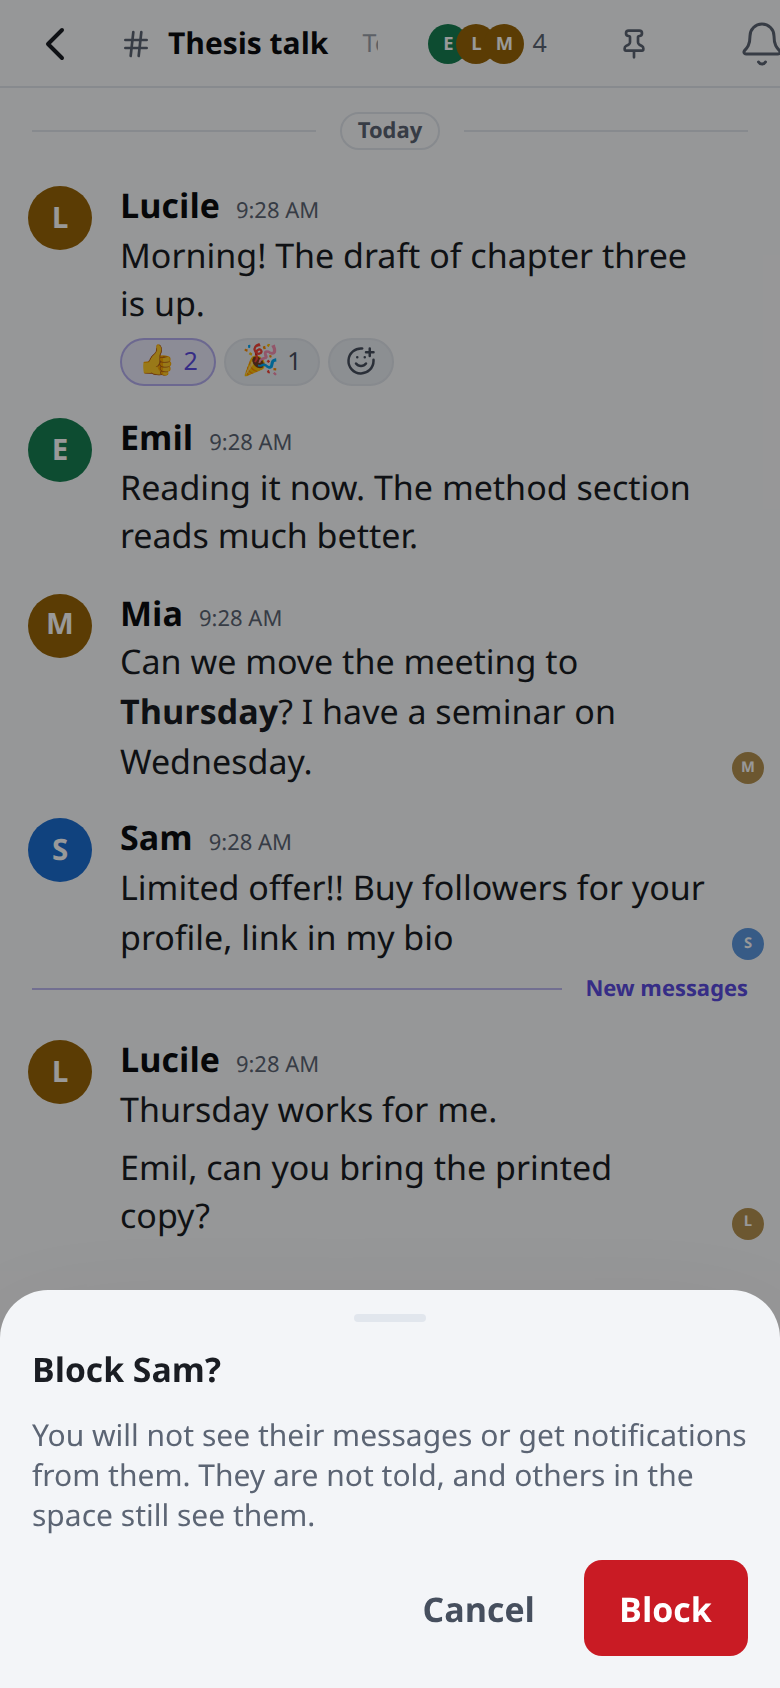 # Thesis talk
E L M 4
Today
L
Lucile 9:28 AM
Morning! The draft of chapter three
is up.
👍 2 🎉 1
E
Emil 9:28 AM
Reading it now. The method section
reads much better.
M
Mia 9:28 AM
Can we move the meeting to
Thursday? I have a seminar on
Wednesday.
M
S
Sam 9:28 AM
Limited offer!! Buy followers for your
profile, link in my bio
S
New messages
L
Lucile 9:28 AM
Thursday works for me.
Emil, can you bring the printed
copy?
L
Block Sam?
You will not see their messages or get notifications
from them. They are not told, and others in the
space still see them.
Cancel
Block